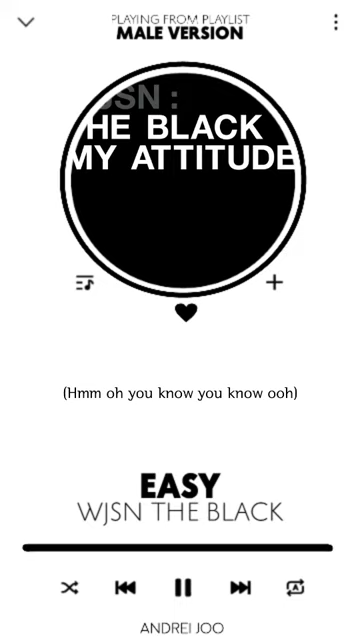 PLAYING FROM PLAYLIST
MALE VERSION
JSN :
HE BLACK
MY ATTITUDE
(Hmm oh you know you know ooh)
EASY
WJSN THE BLACK
A
ANDREI JOO